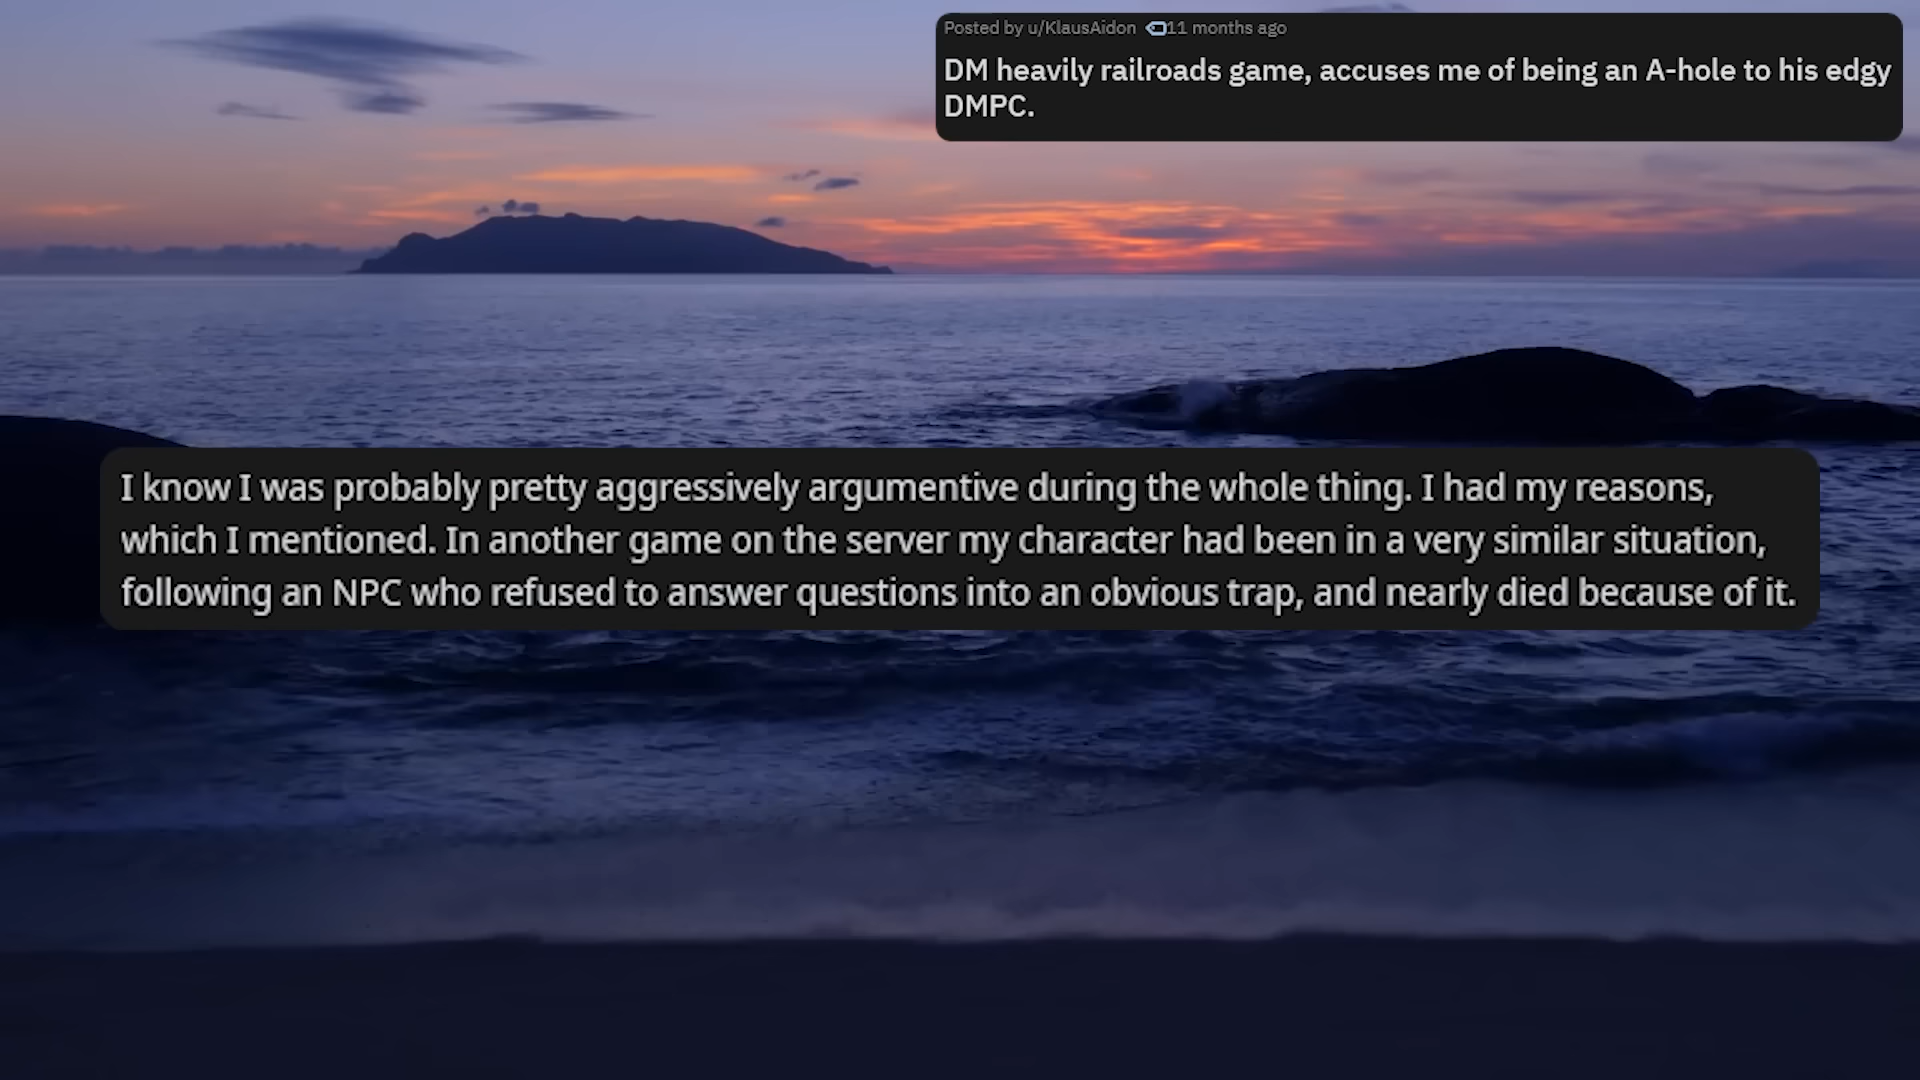 Posted by u/KlausAidon 11 months ago
DM heavily railroads game, accuses me of being an A-hole to his edgy
DMPC.
I know I was probably pretty aggressively argumentive during the whole thing. I had my reasons,
which I mentioned. In another game on the server my character had been in a very similar situation,
following an NPC who refused to answer questions into an obvious trap, and nearly died because of it.